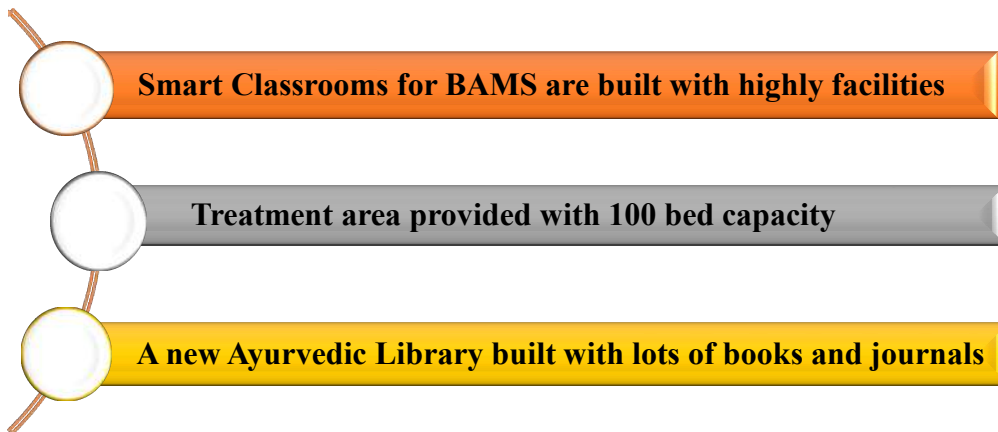 Smart Classrooms for BAMS are built with highly facilities
Treatment area provided with 100 bed capacity
A new Ayurvedic Library built with lots of books and journals